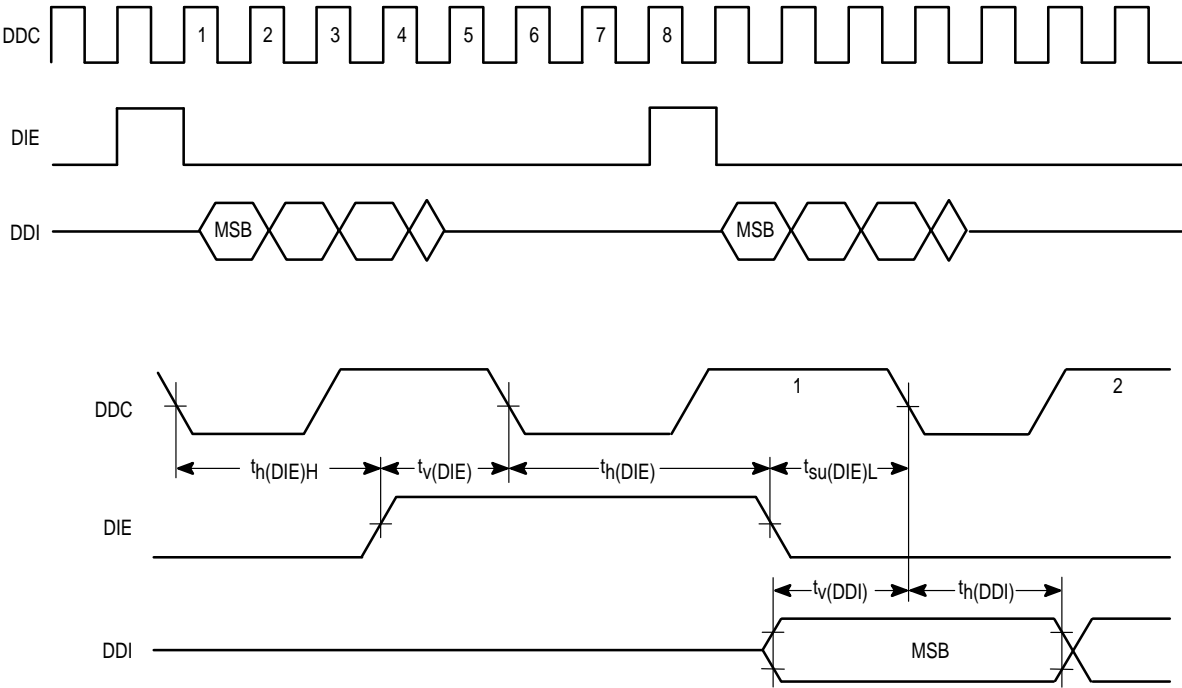 DDC 1 2 3 4 5 6 7 8
DIE
DDI MSB MSB
DDC 1 2
th(DIE)H tv(DIE) th(DIE) tsu(DIE)L
DIE
tv(DDI) th(DDI)
DDI MSB